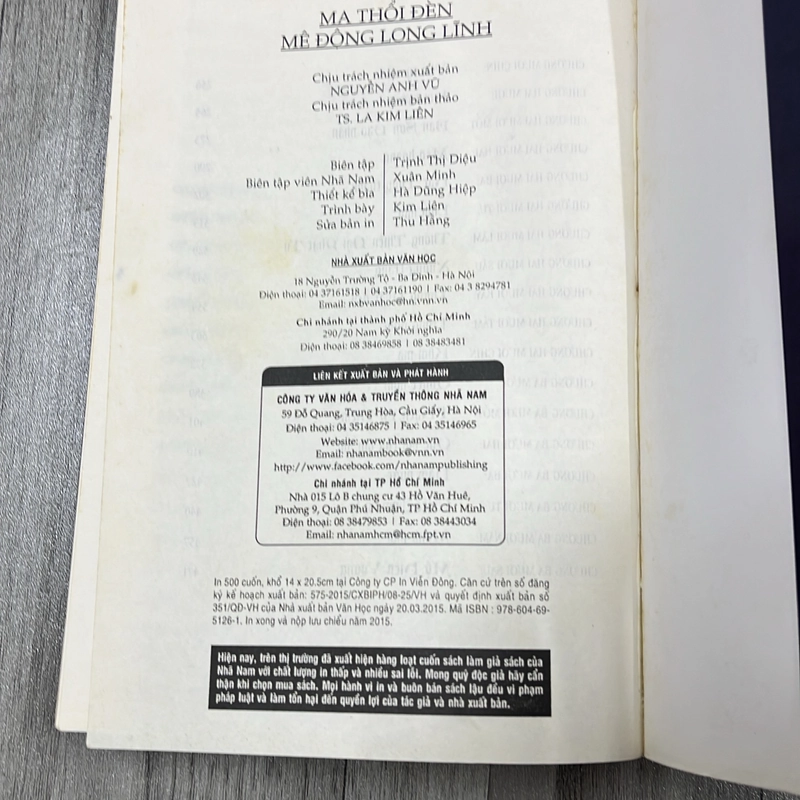 MA THỔI ĐÈN
MÊ ĐỘNG LONG LĨNH
Chịu trách nhiệm xuất bản
NGUYỄN ANH VŨ
Chịu trách nhiệm bản thảo
TS. LA KIM LIÊN
Biên tập | Trịnh Thị Diệu
Biên tập viên Nhã Nam | Xuân Minh
Thiết kế bìa | Hà Dũng Hiệp
Trình bày | Kim Liên
Sửa bản in | Thu Hằng
NHÀ XUẤT BẢN VĂN HỌC
18 Nguyễn Trường Tộ - Ba Đình - Hà Nội
Điện thoại: 04 37161518 | 04 37161190 | Fax: 04 3 8294781
Email: nxbvanhoc@hn.vnn.vn
Chi nhánh tại thành phố Hồ Chí Minh
290/20 Nam kỳ Khởi nghĩa
Điện thoại: 08 38469858 | 08 38483481
LIÊN KẾT XUẤT BẢN VÀ PHÁT HÀNH
CÔNG TY VĂN HÓA & TRUYỀN THÔNG NHÃ NAM
59 Đỗ Quang, Trung Hòa, Cầu Giấy, Hà Nội
Điện thoại: 04 35146875 | Fax: 04 35146965
Website: www.nhanam.vn
Email: nhanambook@vnn.vn
http://www.facebook.com/nhanampublishing
Chi nhánh tại TP Hồ Chí Minh
Nhà 015 Lô B chung cư 43 Hồ Văn Huê,
Phường 9, Quận Phú Nhuận, TP Hồ Chí Minh
Điện thoại: 08 38479853 | Fax: 08 38443034
Email: nhanamhcm@hcm.fpt.vn
In 500 cuốn, khổ 14 x 20.5cm tại Công ty CP In Viễn Đông. Căn cứ trên số đăng
ký kế hoạch xuất bản: 575-2015/CXBIPH/08-25/VH và quyết định xuất bản số
351/QĐ-VH của Nhà xuất bản Văn Học ngày 20.03.2015. Mã ISBN : 978-604-69-
5126-1. In xong và nộp lưu chiểu năm 2015.
Hiện nay, trên thị trường đã xuất hiện hàng loạt cuốn sách làm giả sách của
Nhã Nam với chất lượng in thấp và nhiều sai lỗi. Mong quý độc giả hãy cẩn
thận khi chọn mua sách. Mọi hành vi in và buôn bán sách lậu đều vi phạm
pháp luật và làm tổn hại đến quyền lợi của tác giả và nhà xuất bản.